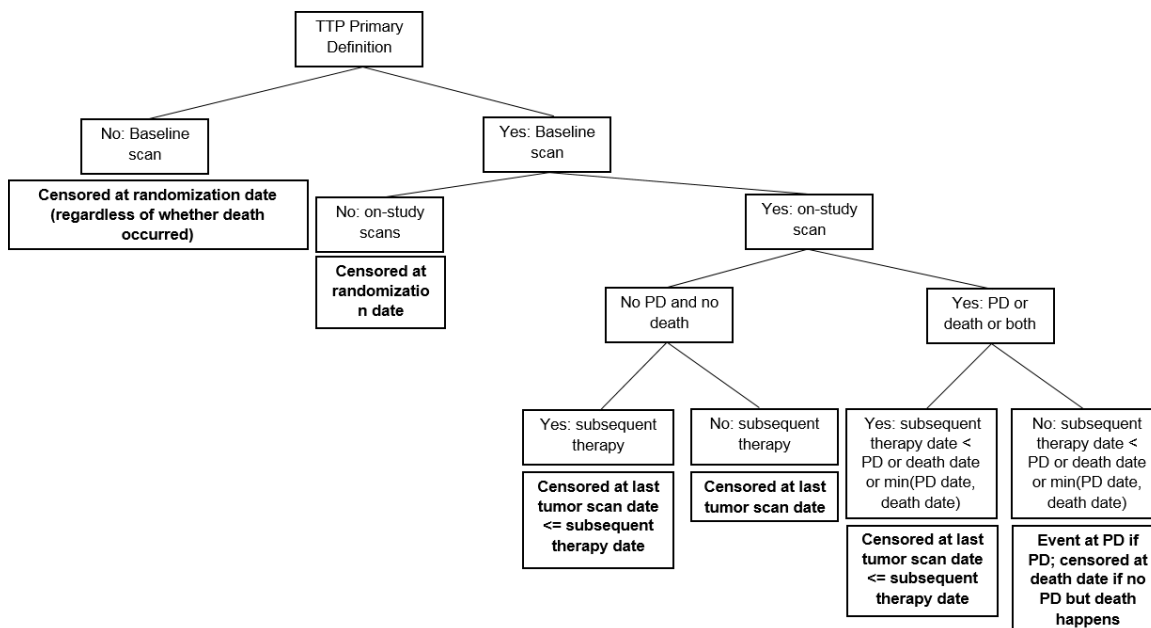 TTP Primary
Definition
No: Baseline
scan
Yes: Baseline
scan
Censored at randomization date
(regardless of whether death
occurred)
No: on-study
scans
Yes: on-study
scan
Censored at
randomizatio
n date
No PD and no
death
Yes: PD or
death or both
Yes: subsequent
therapy
No: subsequent
therapy
Yes: subsequent
therapy date <
PD or death date
or min(PD date,
death date)
No: subsequent
therapy date <
PD or death date
or min(PD date,
death date)
Censored at last
tumor scan date
<= subsequent
therapy date
Censored at last
tumor scan date
Censored at last
tumor scan date
<= subsequent
therapy date
Event at PD if
PD; censored at
death date if no
PD but death
happens